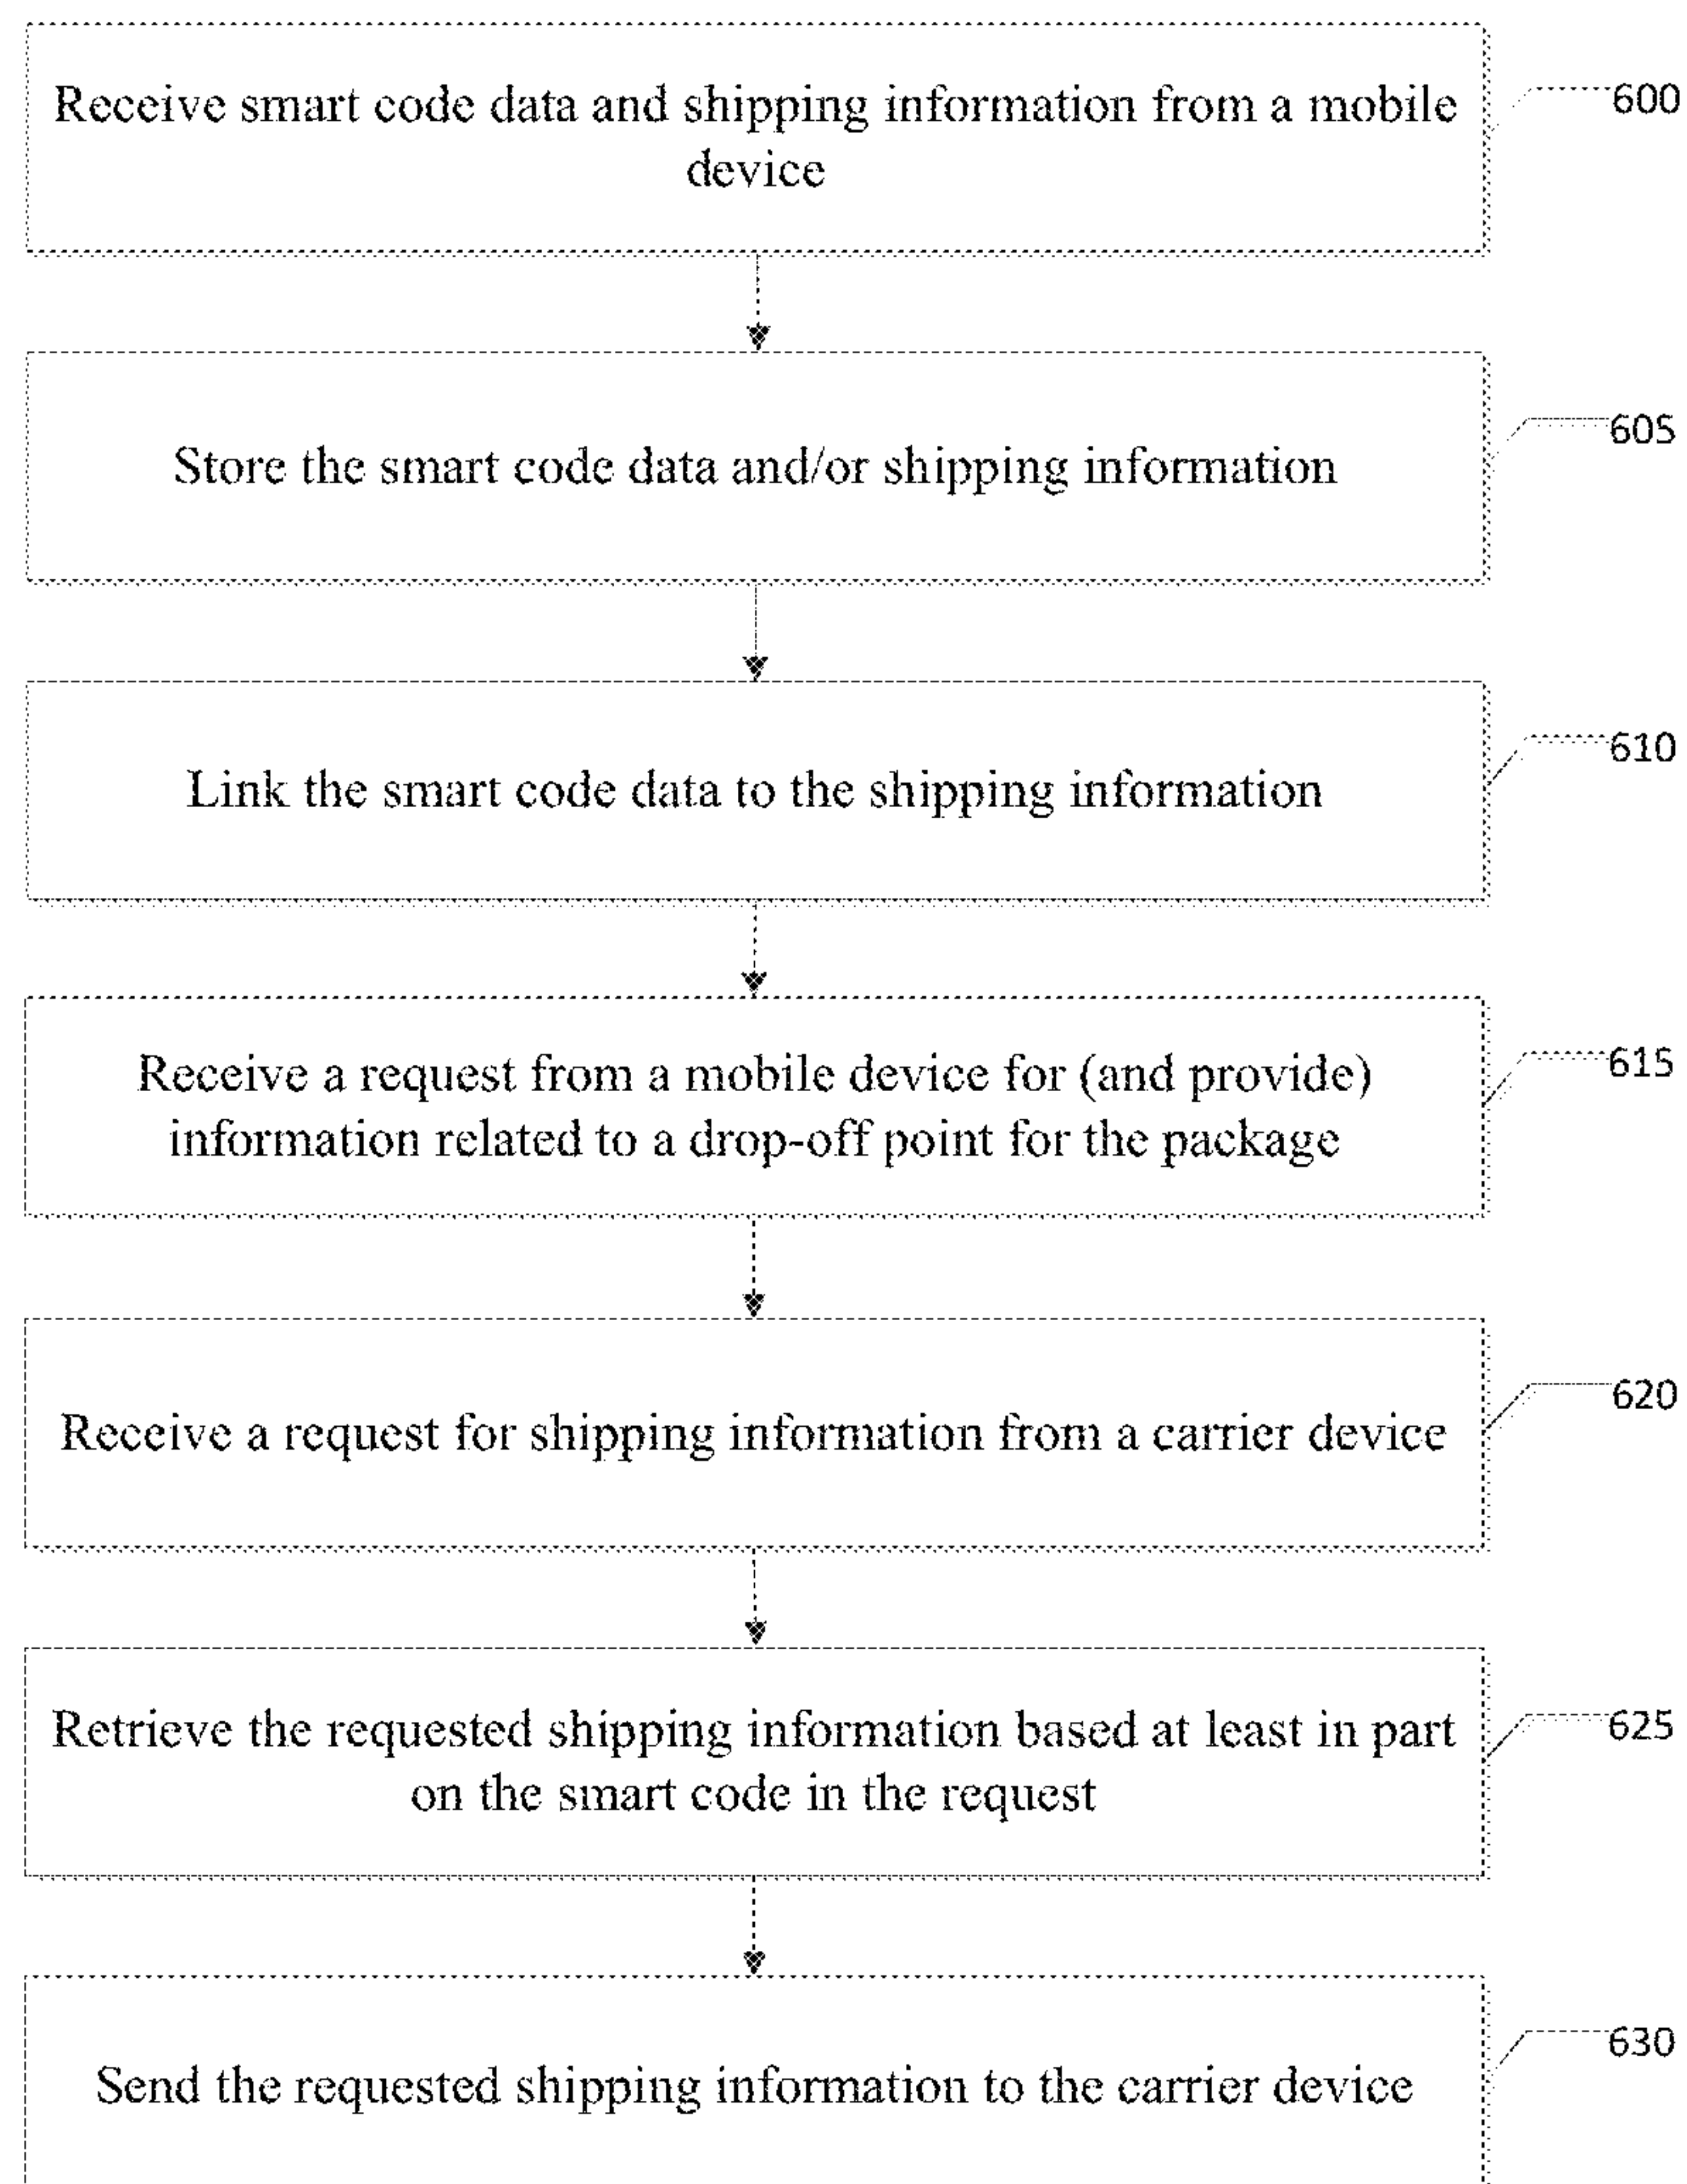 Receive smart code data and shipping information from a mobile
device
600
Store the smart code data and/or shipping information
605
Link the smart code data to the shipping information
610
Receive a request from a mobile device for (and provide)
information related to a drop-off point for the package
615
Receive a request for shipping information from a carrier device
620
Retrieve the requested shipping information based at least in part
on the smart code in the request
625
Send the requested shipping information to the carrier device
630